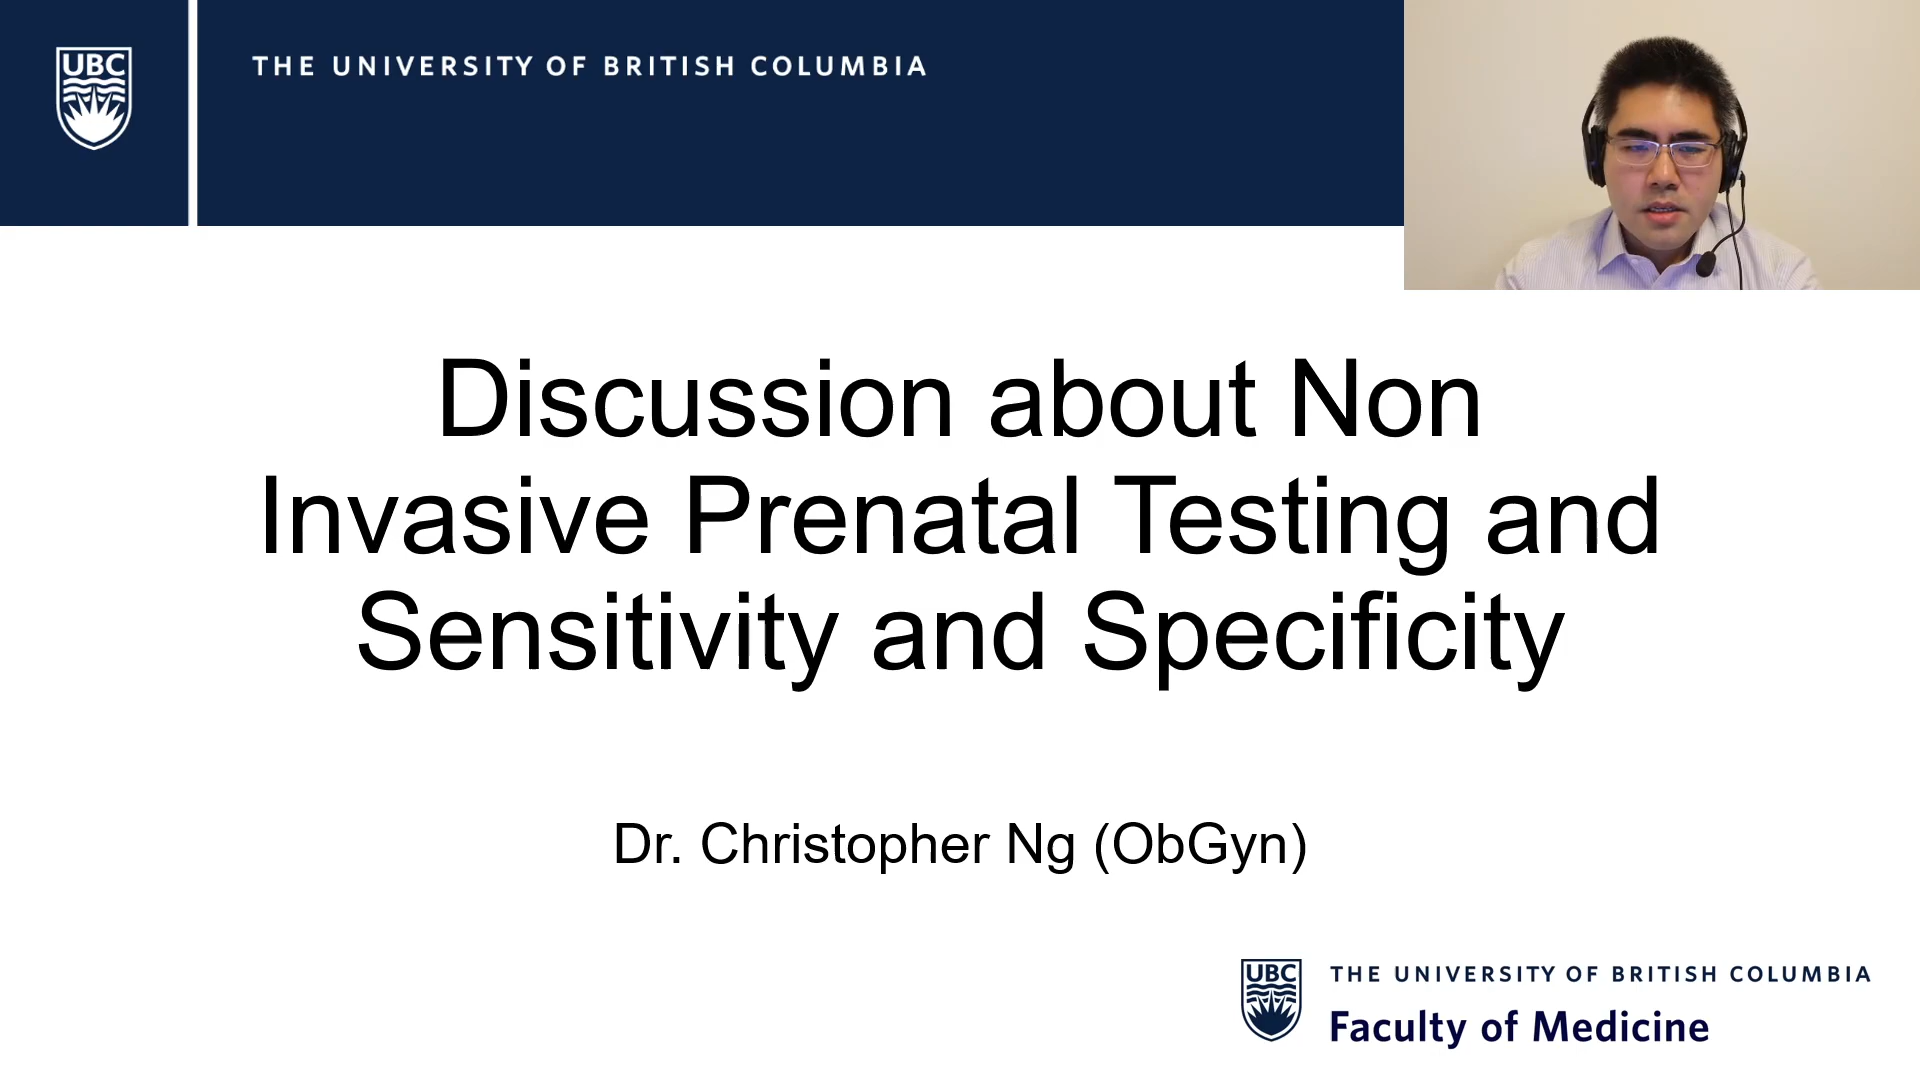 UBC
THE UNIVERSITY OF BRITISH COLUMBIA
Discussion about Non
Invasive Prenatal Testing and
Sensitivity and Specificity
Dr. Christopher Ng (ObGyn)
UBC
THE UNIVERSITY OF BRITISH COLUMBIA
Faculty of Medicine